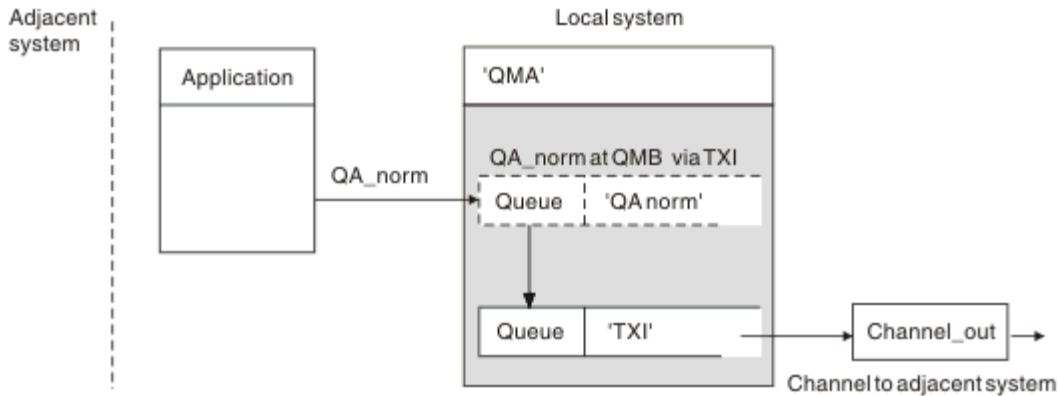 Adjacent
system
Local system
Application
'QMA'
QA_norm at QMB via TXI
QA_norm
Queue
'QA norm'
Queue
'TXI'
Channel_out
Channel to adjacent system